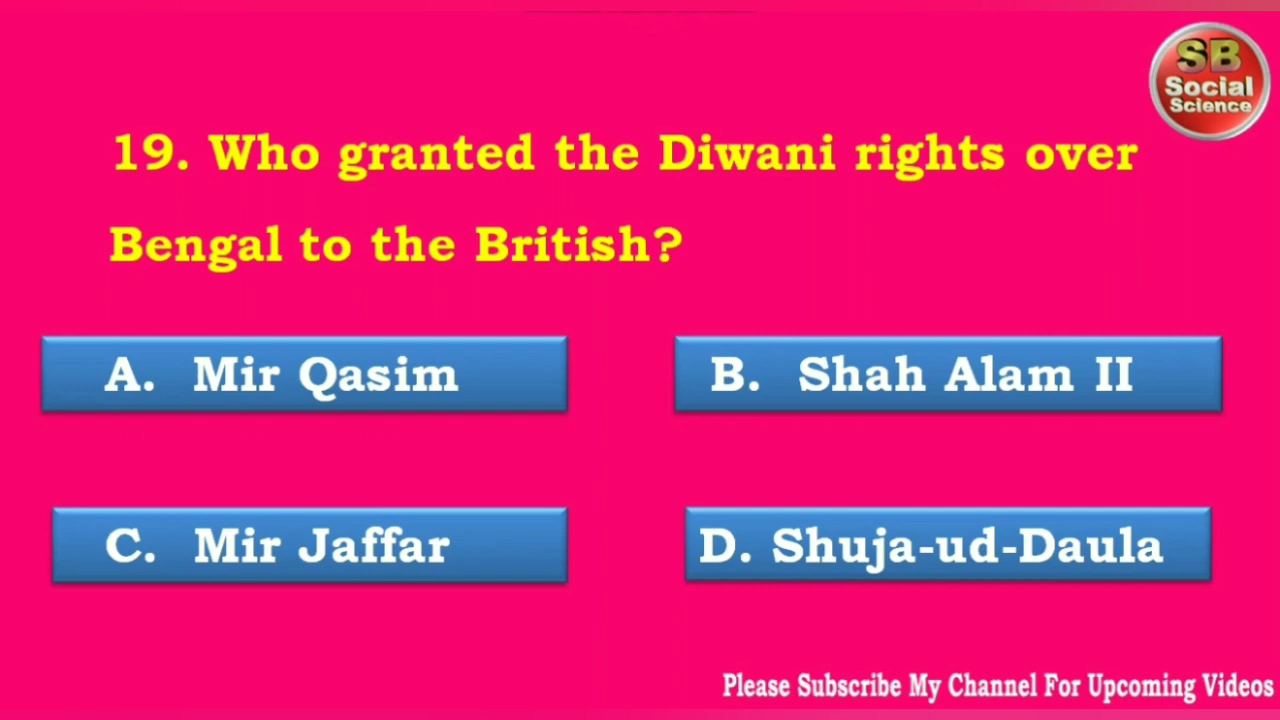 SB
Social
Science
19. Who granted the Diwani rights over
Bengal to the British?
A. Mir Qasim
B. Shah Alam II
C. Mir Jaffar
D. Shuja-ud-Daula
Please Subscribe My Channel For Upcoming Videos